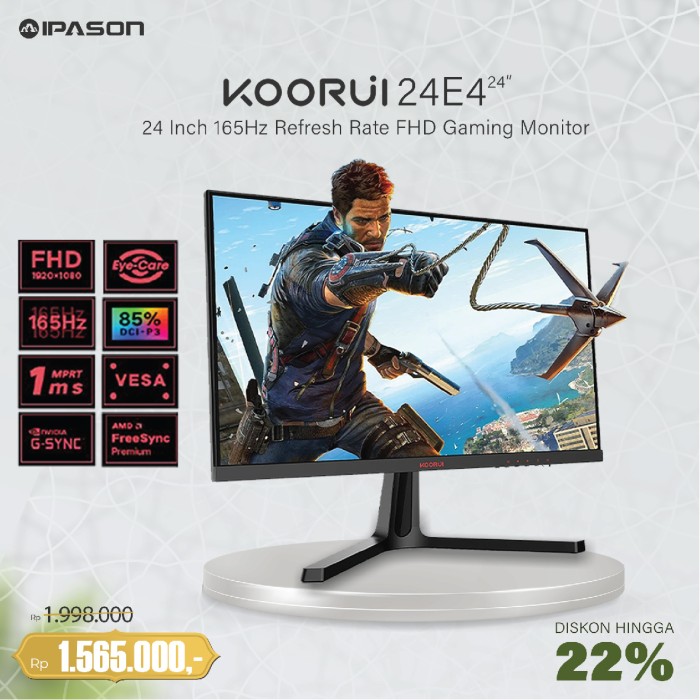 IPASON
KOORUI 24E4 24"
24 Inch 165Hz Refresh Rate FHD Gaming Monitor
FHD
1920×1080
Eye-Care
165Hz
85%
DCI-P3
1 MPRT
ms
VESA
NVIDIA
G-SYNC
AMD
FreeSync
Premium
KOORUI
Rp 1.998.000
Rp 1.565.000,-
DISKON HINGGA
22%